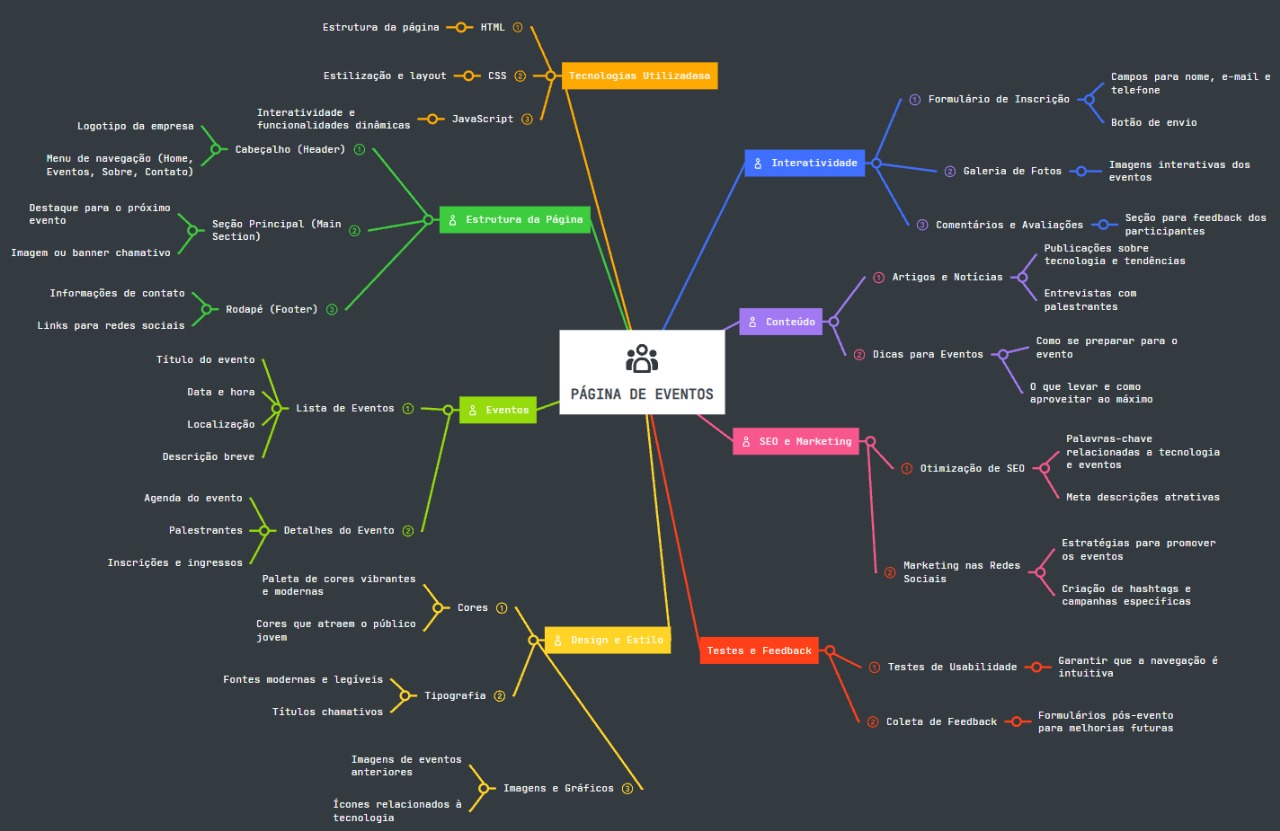 PÁGINA DE EVENTOS
Tecnologias Utilizadasa
1 HTML
Estrutura da página
2 CSS
Estilização e layout
3 JavaScript
Interatividade e
funcionalidades dinâmicas
Estrutura da Página
1 Cabeçalho (Header)
Logotipo da empresa
Menu de navegação (Home,
Eventos, Sobre, Contato)
2 Seção Principal (Main
Section)
Destaque para o próximo
evento
Imagem ou banner chamativo
3 Rodapé (Footer)
Informações de contato
Links para redes sociais
Eventos
1 Lista de Eventos
Título do evento
Data e hora
Localização
Descrição breve
2 Detalhes do Evento
Agenda do evento
Palestrantes
Inscrições e ingressos
Design e Estilo
1 Cores
Paleta de cores vibrantes
e modernas
Cores que atraem o público
jovem
2 Tipografia
Fontes modernas e legíveis
Títulos chamativos
3 Imagens e Gráficos
Imagens de eventos
anteriores
Ícones relacionados à
tecnologia
Interatividade
1 Formulário de Inscrição
Campos para nome, e-mail e
telefone
Botão de envio
2 Galeria de Fotos
Imagens interativas dos
eventos
3 Comentários e Avaliações
Seção para feedback dos
participantes
Conteúdo
1 Artigos e Notícias
Publicações sobre
tecnologia e tendências
Entrevistas com
palestrantes
2 Dicas para Eventos
Como se preparar para o
evento
O que levar e como
aproveitar ao máximo
SEO e Marketing
1 Otimização de SEO
Palavras-chave
relacionadas a tecnologia
e eventos
Meta descrições atrativas
2 Marketing nas Redes
Sociais
Estratégias para promover
os eventos
Criação de hashtags e
campanhas específicas
Testes e Feedback
1 Testes de Usabilidade
Garantir que a navegação é
intuitiva
2 Coleta de Feedback
Formulários pós-evento
para melhorias futuras